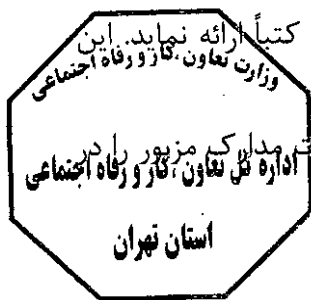 کتباً ارائه نماید. این
وزارت تعاون، کار و رفاه اجتماعی
ت مدارک مزبور را در
اداره کل تعاون، کار و رفاه اجتماعی
استان تهران